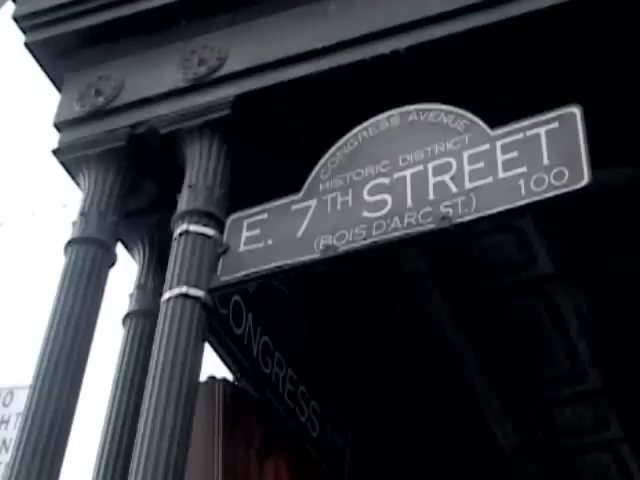 CONGRESS AVENUE
HISTORIC DISTRICT
E. 7TH STREET
100
(BOIS D'ARC ST.)
CONGRESS